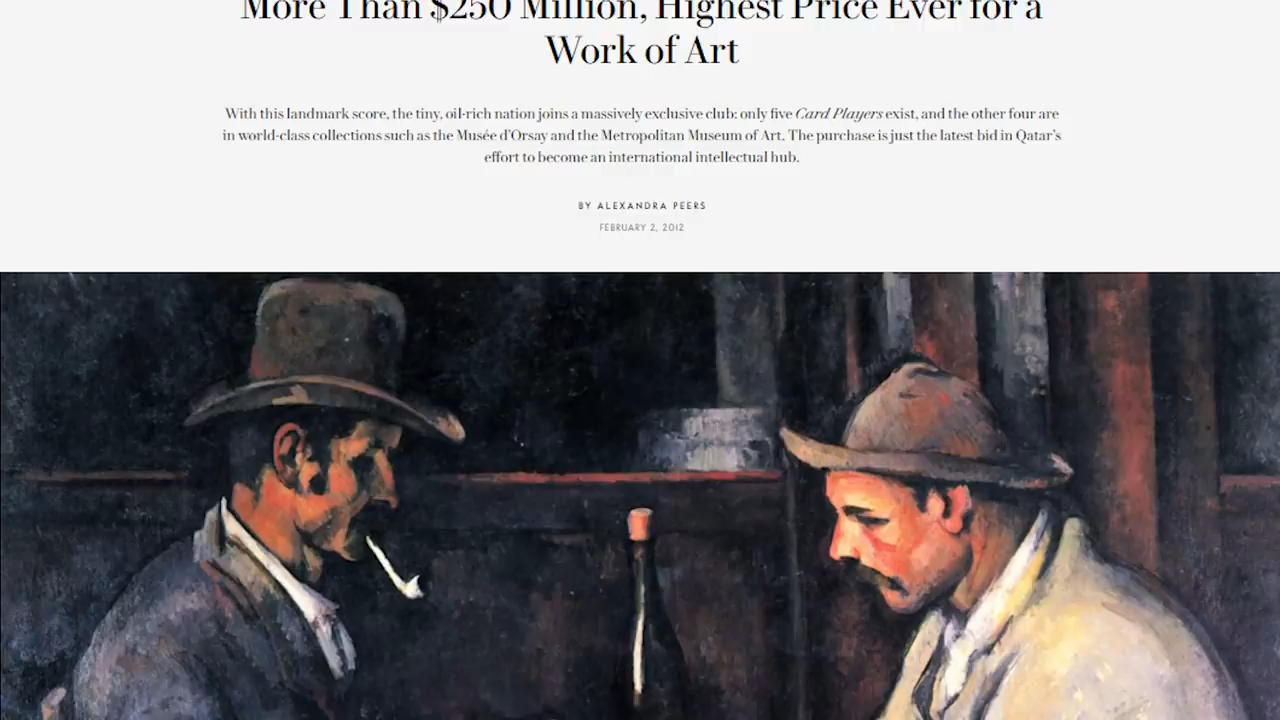 More Than $250 Million, Highest Price Ever for a
Work of Art
With this landmark score, the tiny, oil-rich nation joins a massively exclusive club: only five Card Players exist, and the other four are
in world-class collections such as the Musée d'Orsay and the Metropolitan Museum of Art. The purchase is just the latest bid in Qatar's
effort to become an international intellectual hub.
BY ALEXANDRA PEERS
FEBRUARY 2, 2012